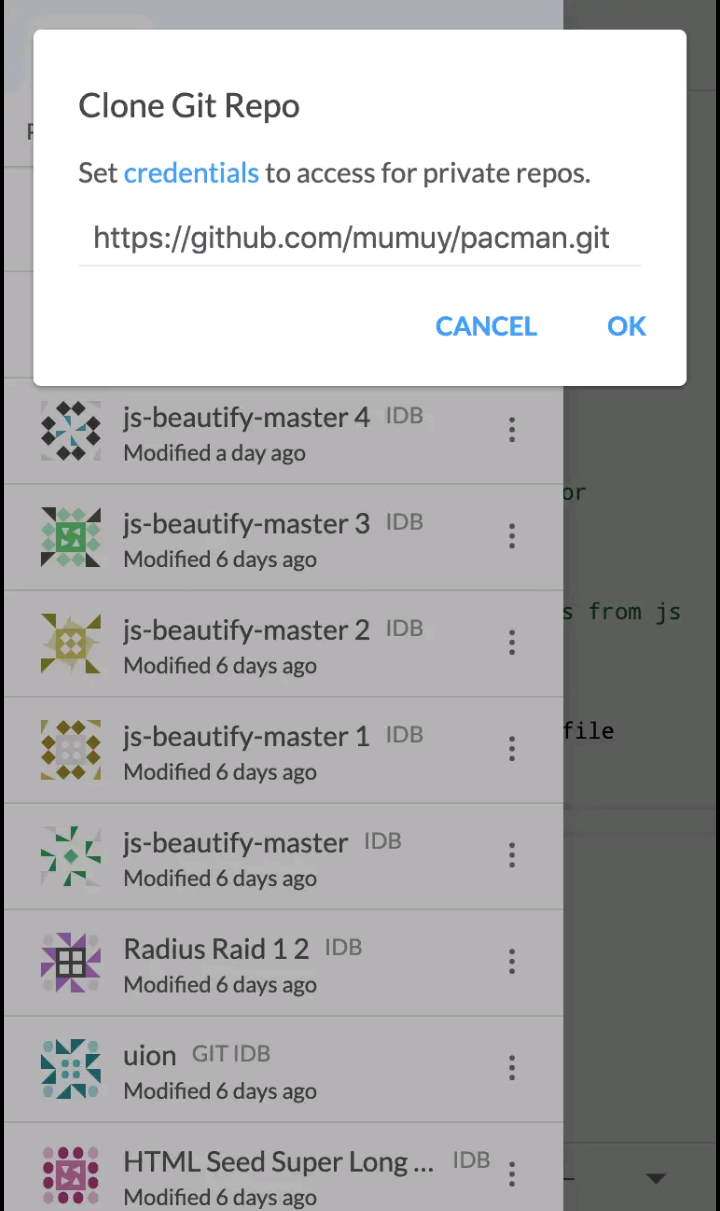 Clone Git Repo
Set credentials to access for private repos.
https://github.com/mumuy/pacman.git
CANCEL OK
js-beautify-master 4 IDB
Modified a day ago
or
js-beautify-master 3 IDB
Modified 6 days ago
s from js
js-beautify-master 2 IDB
Modified 6 days ago
js-beautify-master 1 IDB
file
Modified 6 days ago
js-beautify-master IDB
Modified 6 days ago
Radius Raid 1 2 IDB
Modified 6 days ago
uion GIT IDB
Modified 6 days ago
HTML Seed Super Long ... IDB
Modified 6 days ago